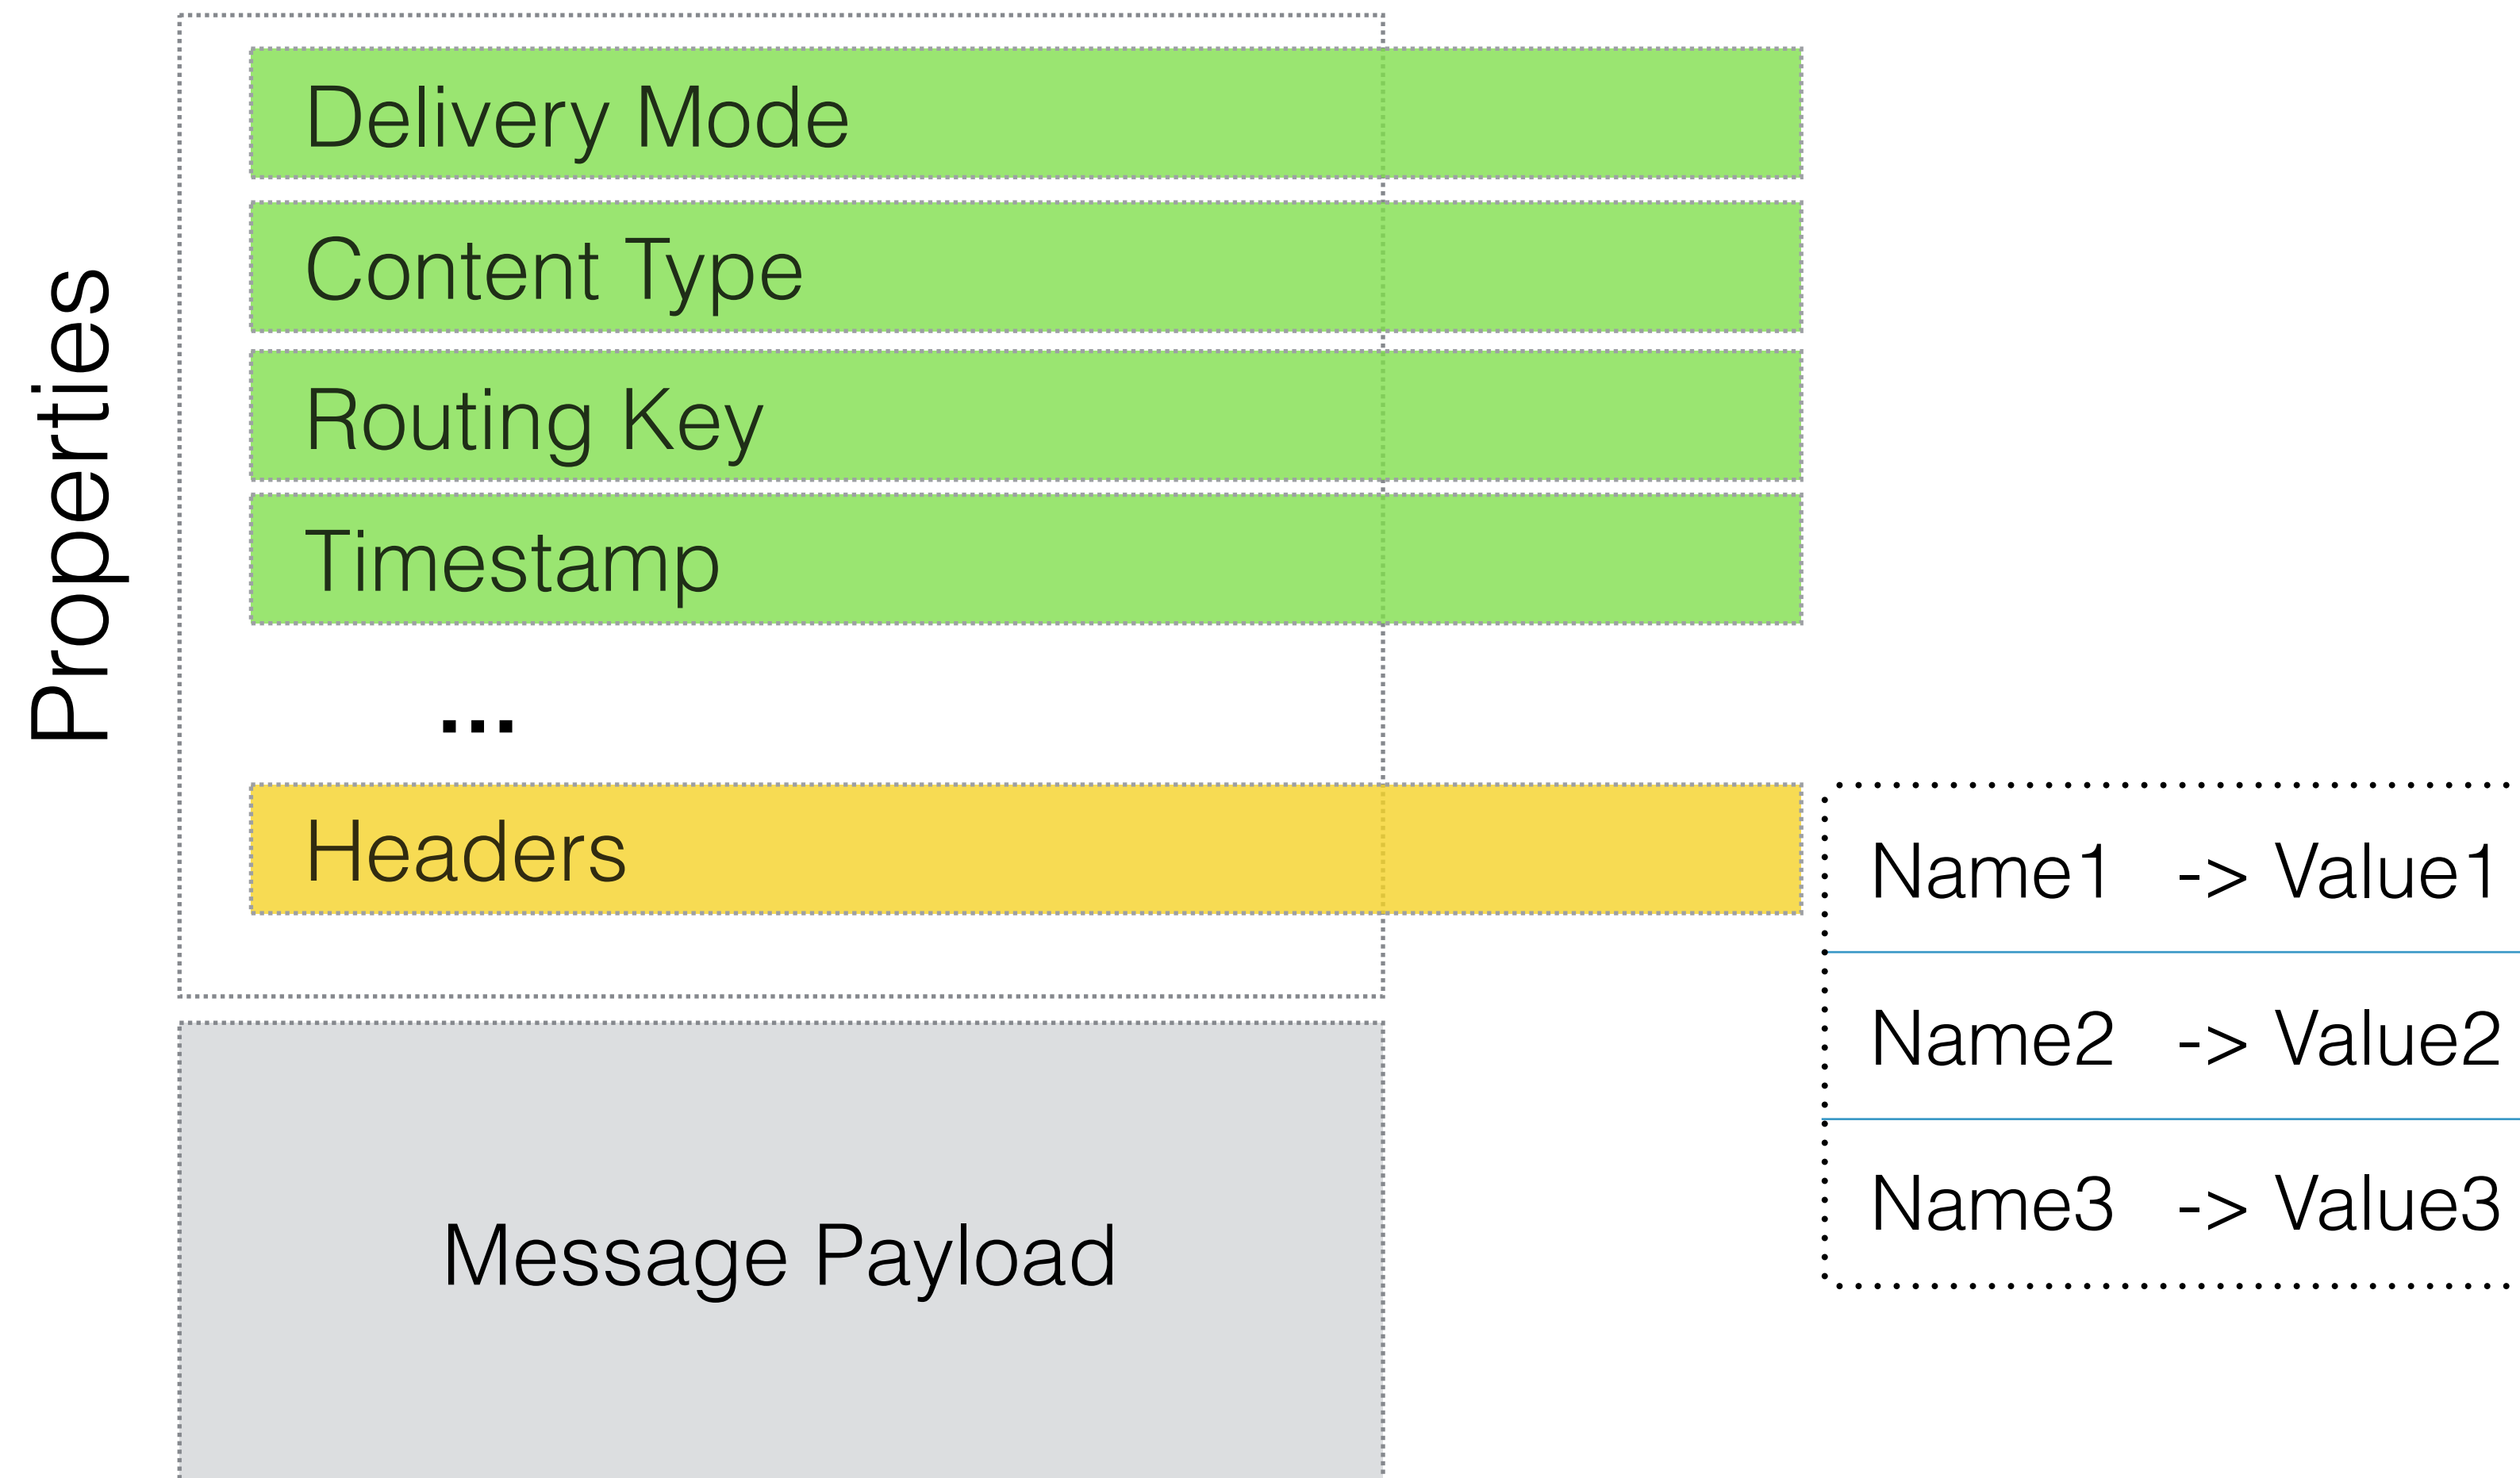 Properties
Delivery Mode
Content Type
Routing Key
Timestamp
...
Headers
Name1 -> Value1
Name2 -> Value2
Name3 -> Value3
Message Payload